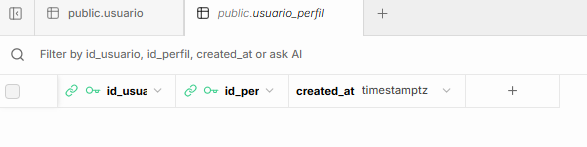 public.usuario public.usuario_perfil
Filter by id_usuario, id_perfil, created_at or ask AI
id_usua id_per created_at timestamptz